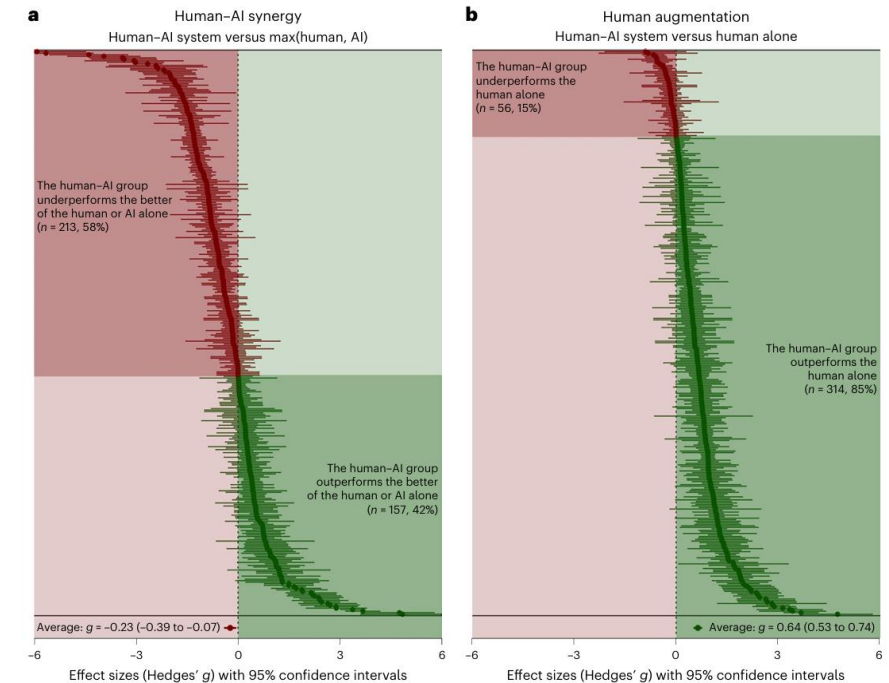 a
Human–AI synergy
Human–AI system versus max(human, AI)
The human–AI group
underperforms the better
of the human or AI alone
(n = 213, 58%)
The human–AI group
outperforms the better
of the human or AI alone
(n = 157, 42%)
Average: g = −0.23 (−0.39 to −0.07)
−6
−3
0
3
6
Effect sizes (Hedges’ g) with 95% confidence intervals
b
Human augmentation
Human–AI system versus human alone
The human–AI group
underperforms the
human alone
(n = 56, 15%)
The human–AI group
outperforms the
human alone
(n = 314, 85%)
Average: g = 0.64 (0.53 to 0.74)
−6
−3
0
3
6
Effect sizes (Hedges’ g) with 95% confidence intervals